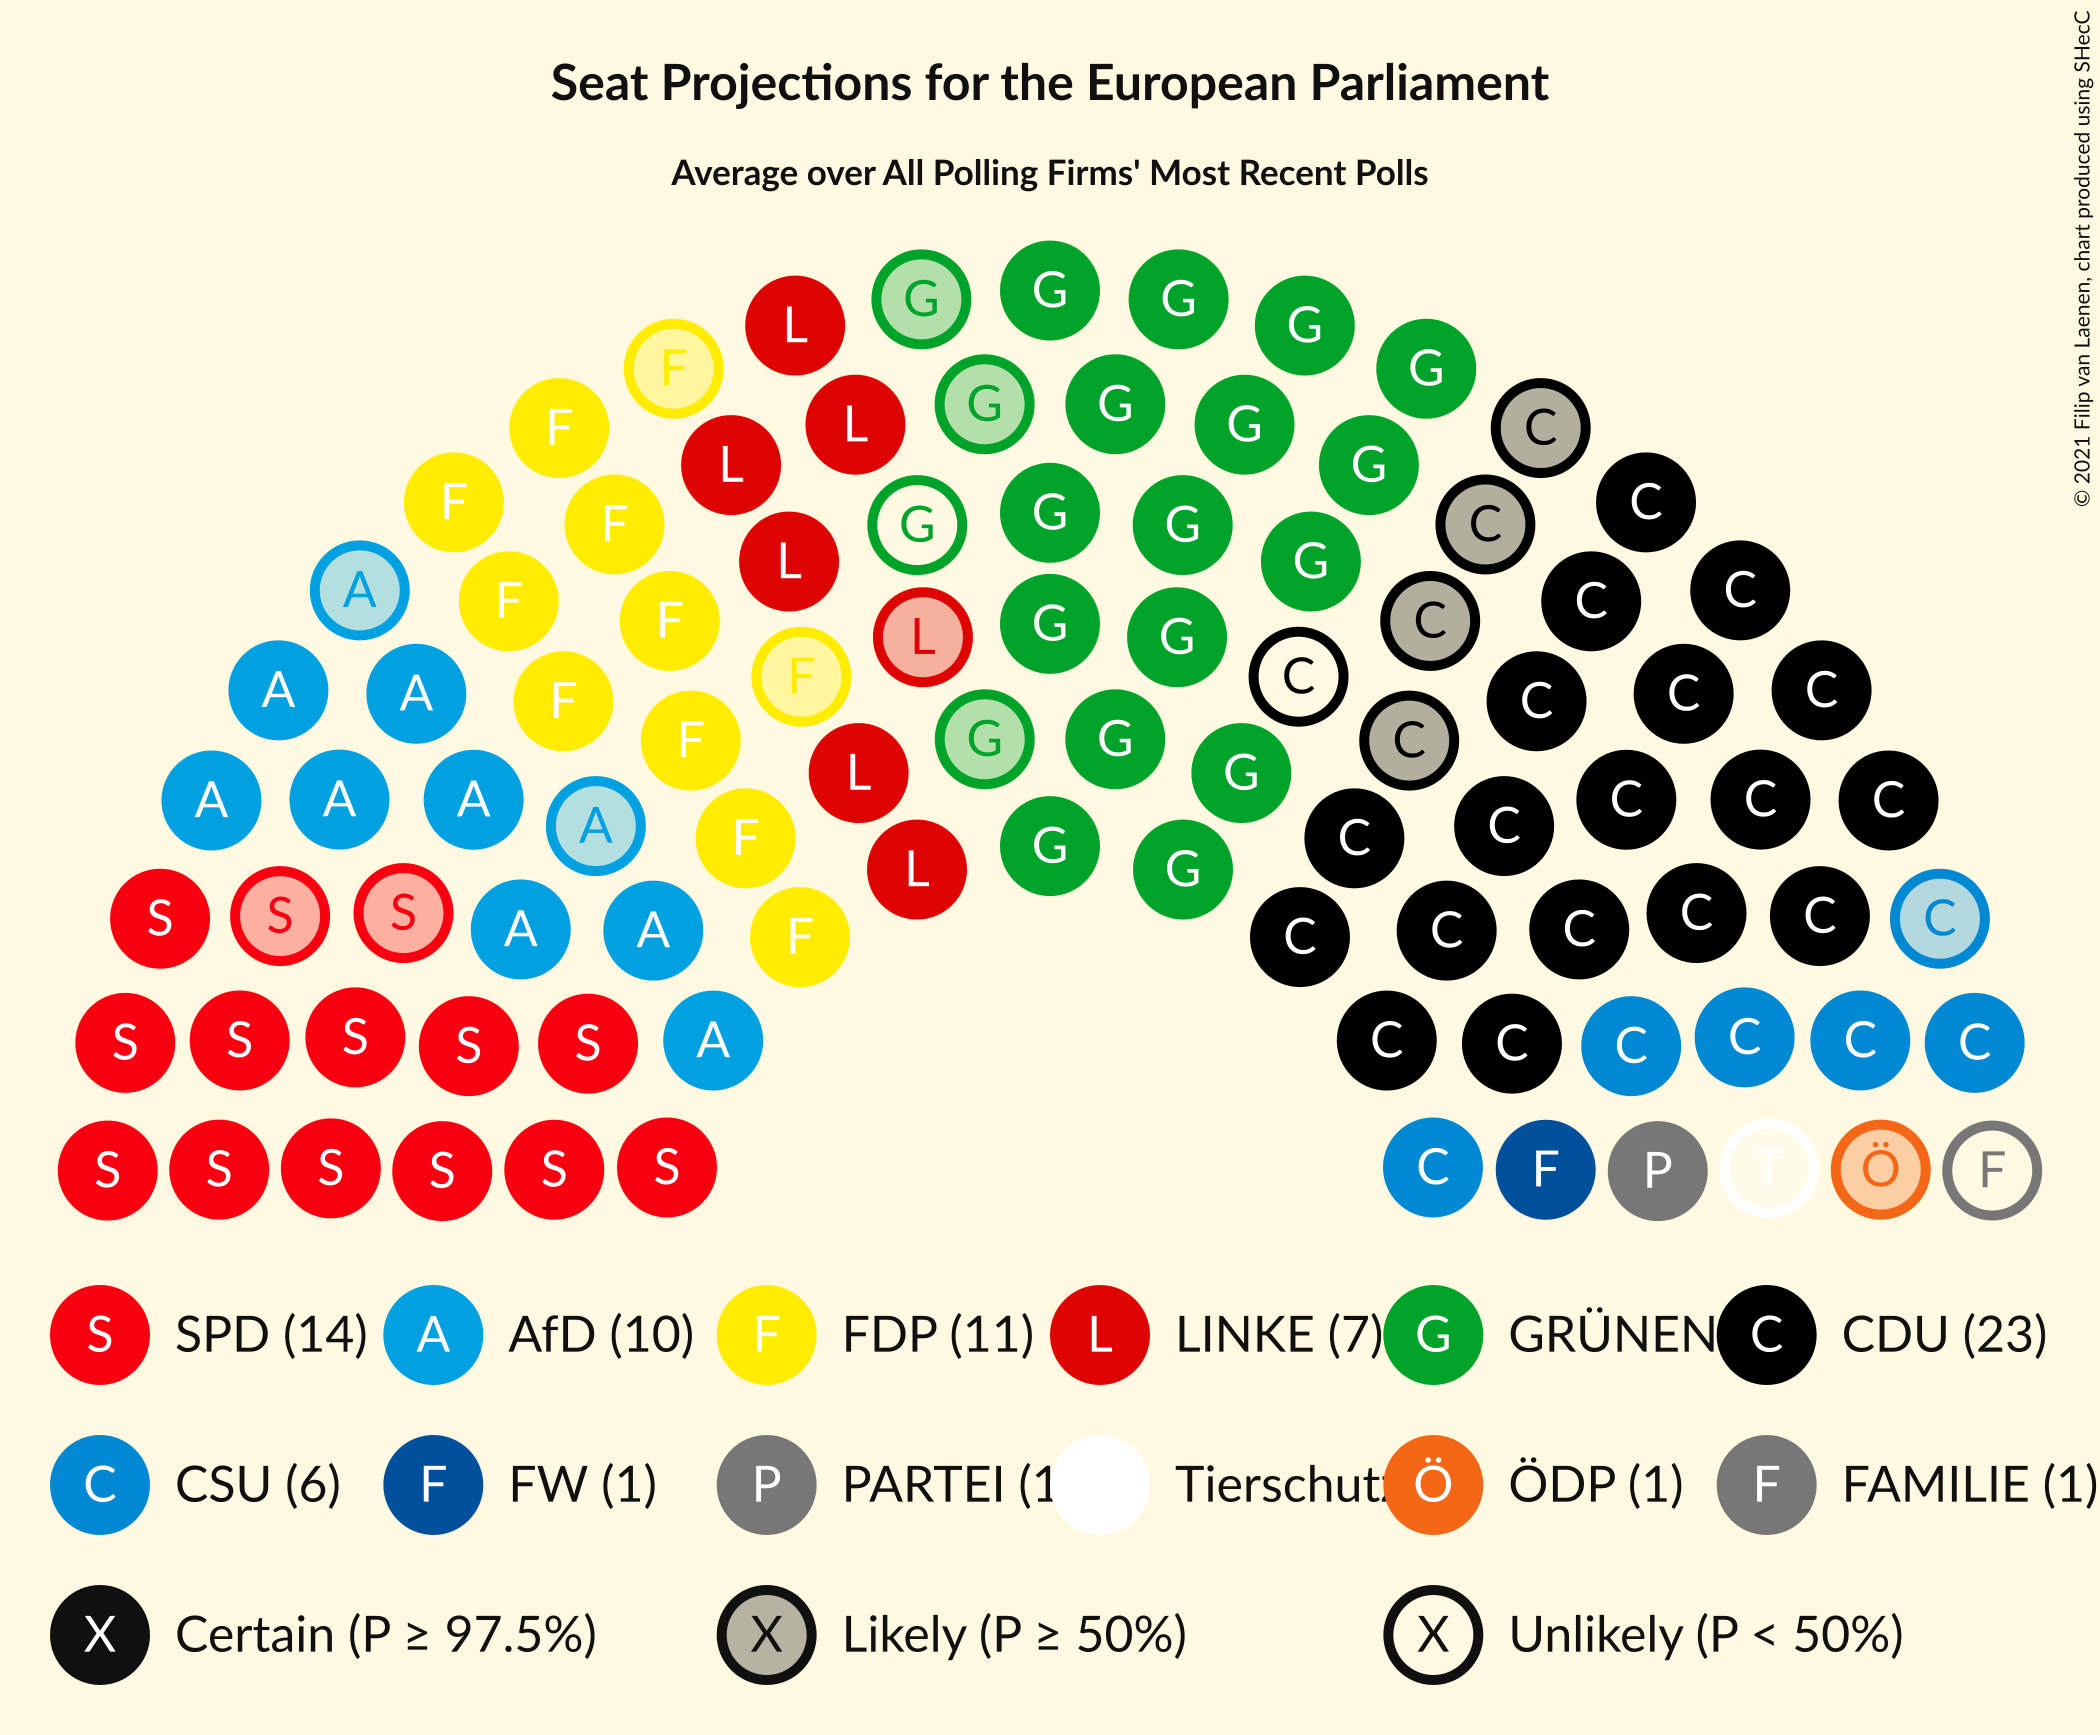 Seat Projections for the European Parliament
Average over All Polling Firms' Most Recent Polls
© 2021 Filip van Laenen, chart produced using SHecC
G G G G G
L C
F G G G C
F L G C
F L G G G C C
F F L G C
A F F L G G C C C
A A F F G G C C C
A A A A F L G C C C C C
S S S A A F L G G C C C C C C
S S S S S A C C C C C C
S S S S S S C F P T Ö F
S SPD (14) A AfD (10) F FDP (11) L LINKE (7) G GRÜNEN C CDU (23)
C CSU (6) F FW (1) P PARTEI (1 Tierschutz Ö ÖDP (1) F FAMILIE (1)
X Certain (P ≥ 97.5%) X Likely (P ≥ 50%) X Unlikely (P < 50%)